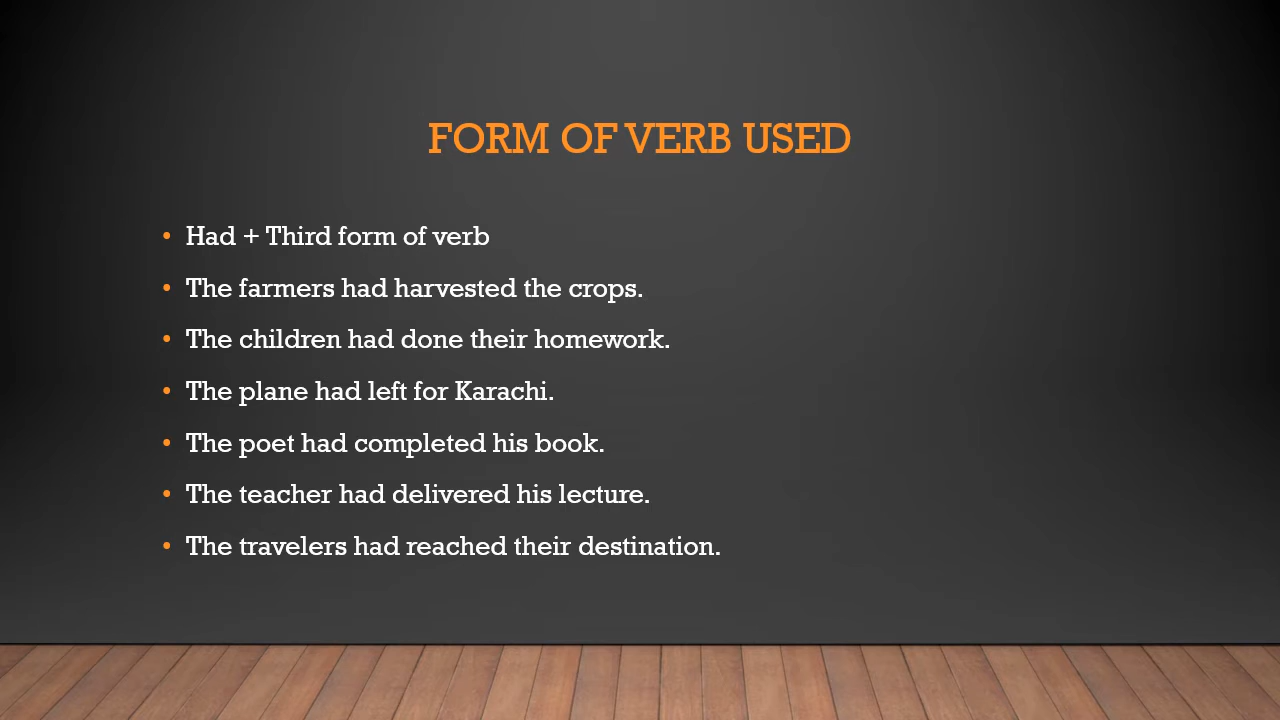 FORM OF VERB USED
• Had + Third form of verb
• The farmers had harvested the crops.
• The children had done their homework.
• The plane had left for Karachi.
• The poet had completed his book.
• The teacher had delivered his lecture.
• The travelers had reached their destination.